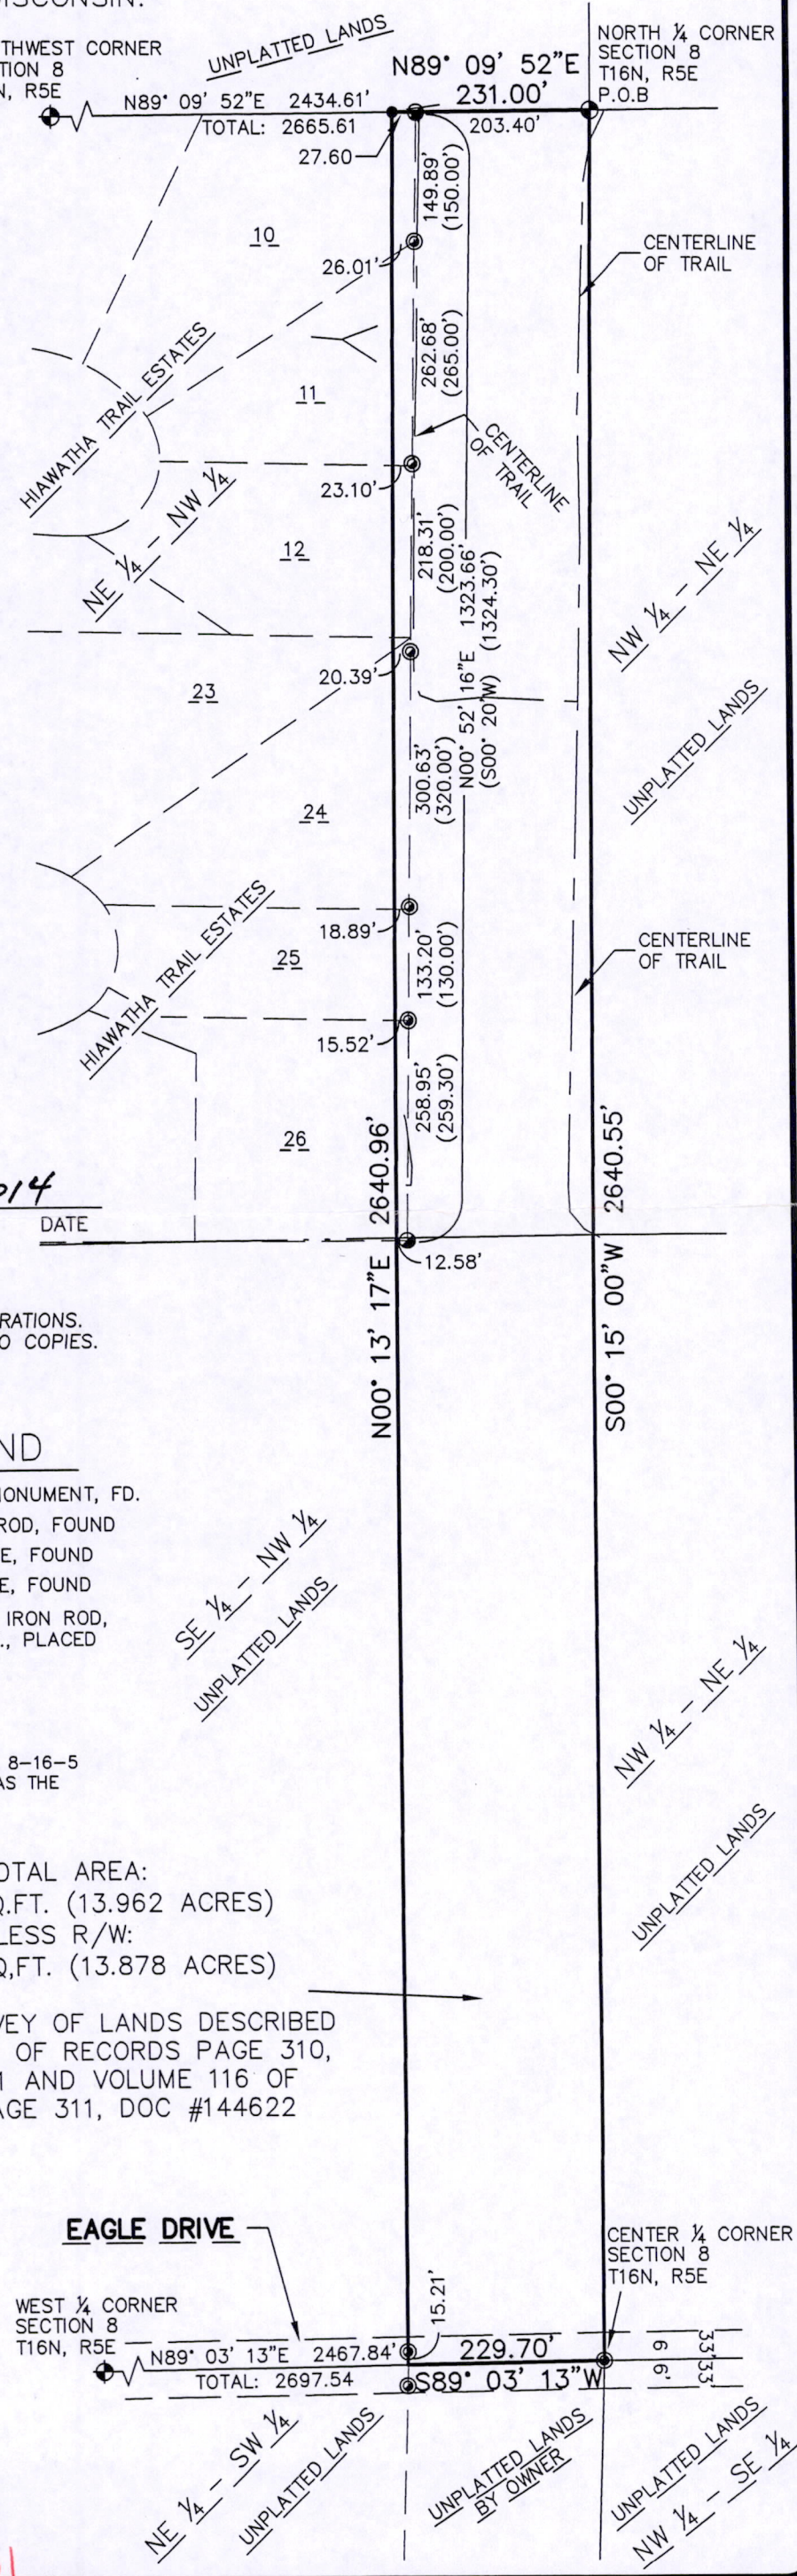 ISCONSIN.
THWEST CORNER
TION 8
N, R5E
UNPLATTED LANDS
N89° 09' 52"E
231.00'
NORTH ¼ CORNER
SECTION 8
T16N, R5E
P.O.B
N89° 09' 52"E 2434.61'
TOTAL: 2665.61
203.40'
27.60
149.89'
(150.00')
10
26.01'
CENTERLINE
OF TRAIL
262.68'
(265.00')
HIAWATHA TRAIL ESTATES
11
CENTERLINE
OF TRAIL
23.10'
NE ¼ - NW ¼
12
218.31'
(200.00')
N00° 52' 16"E 1323.66'
(S00° 20'W) (1324.30')
NW ¼ - NE ¼
20.39'
23
UNPLATTED LANDS
300.63'
(320.00')
24
18.89'
HIAWATHA TRAIL ESTATES
25
133.20'
(130.00')
CENTERLINE
OF TRAIL
15.52'
258.95'
(259.30')
26
N00° 13' 17"E 2640.96'
S00° 15' 00"W 2640.55'
014
DATE
12.58'
RATIONS.
O COPIES.
ND
MONUMENT, FD.
ROD, FOUND
E, FOUND
E, FOUND
IRON ROD,
., PLACED
SE ¼ - NW ¼
UNPLATTED LANDS
NW ¼ - NE ¼
8-16-5
AS THE
UNPLATTED LANDS
OTAL AREA:
Q.FT. (13.962 ACRES)
LESS R/W:
Q,FT. (13.878 ACRES)
VEY OF LANDS DESCRIBED
OF RECORDS PAGE 310,
1 AND VOLUME 116 OF
AGE 311, DOC #144622
EAGLE DRIVE
CENTER ¼ CORNER
SECTION 8
T16N, R5E
15.21'
WEST ¼ CORNER
SECTION 8
T16N, R5E
N89° 03' 13"E 2467.84'
229.70'
66'
33'
33'
TOTAL: 2697.54
S89° 03' 13"W
NE ¼ - SW ¼
UNPLATTED LANDS
UNPLATTED LANDS
BY OWNER
UNPLATTED LANDS
NW ¼ - SE ¼